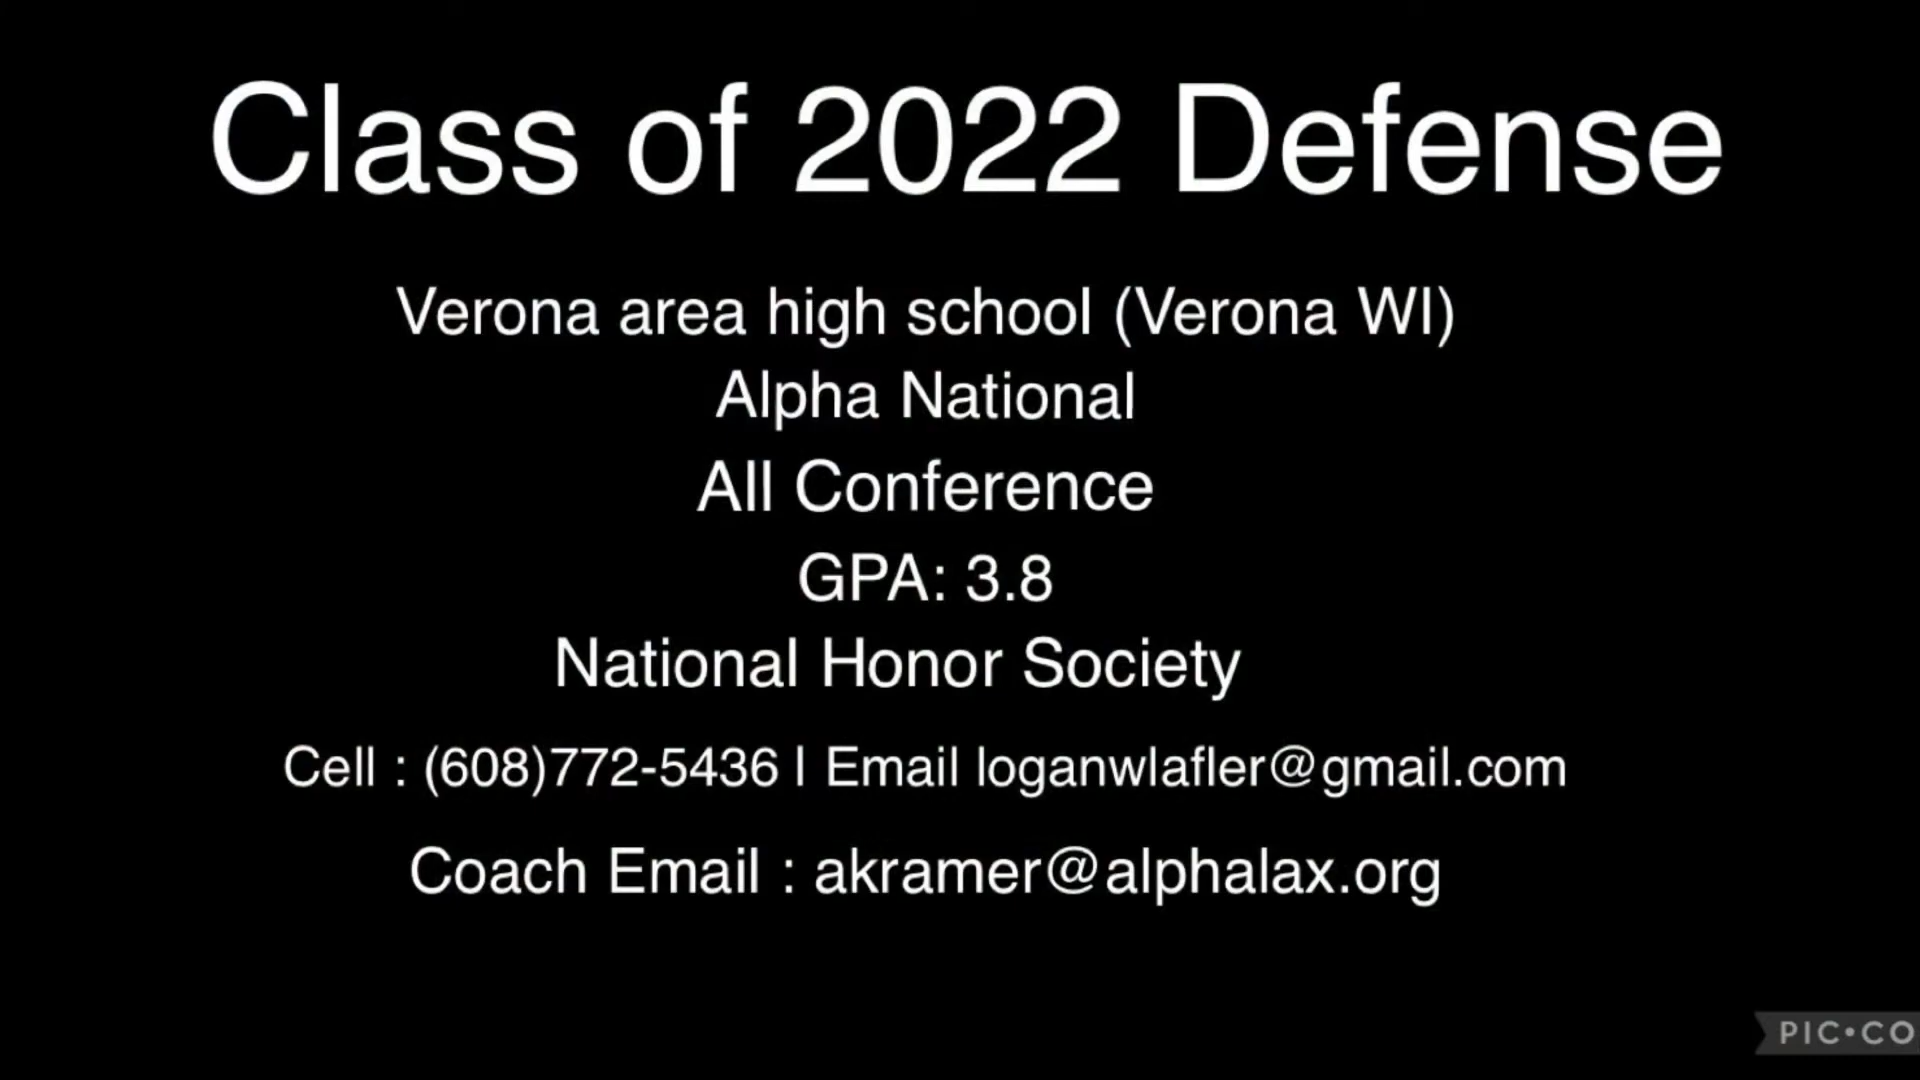 Class of 2022 Defense
Verona area high school (Verona WI)
Alpha National
All Conference
GPA: 3.8
National Honor Society
Cell : (608)772-5436 l Email loganwlafler@gmail.com
Coach Email : akramer@alphalax.org
PIC•CO